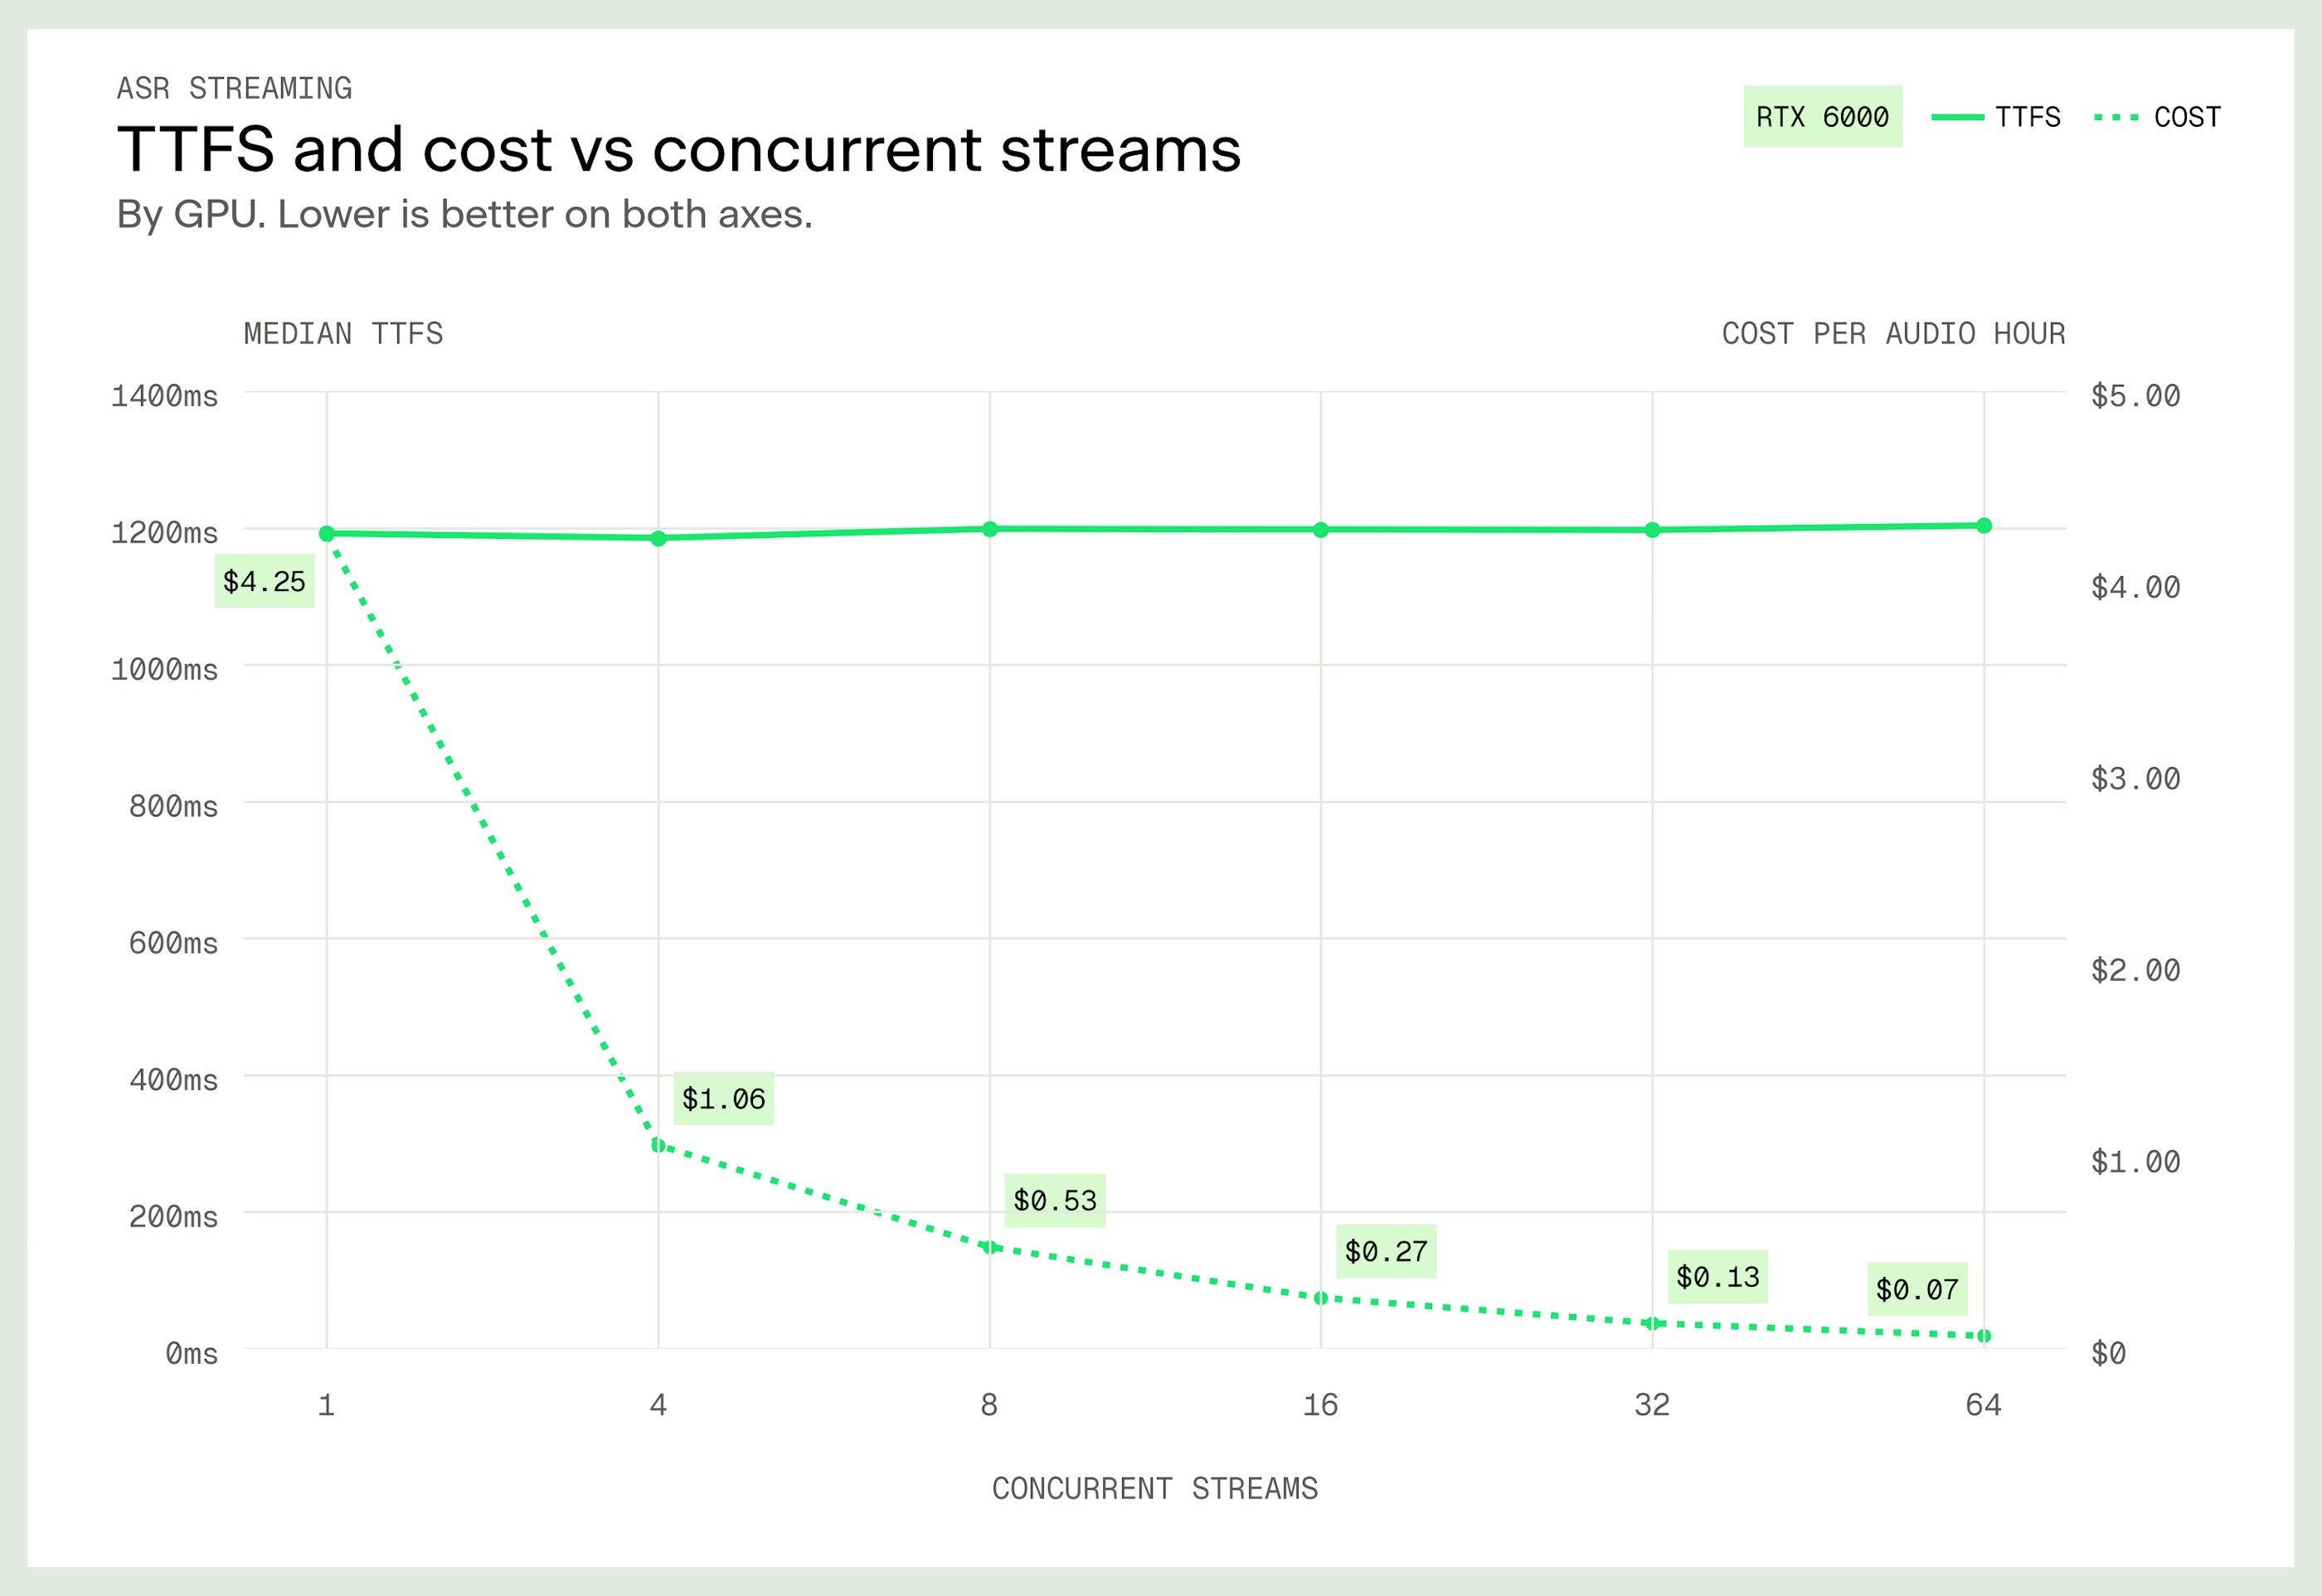 ASR STREAMING
TTFS and cost vs concurrent streams
By GPU. Lower is better on both axes.
RTX 6000 TTFS COST
MEDIAN TTFS COST PER AUDIO HOUR
1400ms $5.00
1200ms
$4.25 $4.00
1000ms
800ms $3.00
600ms
$2.00
400ms
$1.06
$1.00
200ms $0.53
$0.27
$0.13 $0.07
0ms $0
1 4 8 16 32 64
CONCURRENT STREAMS